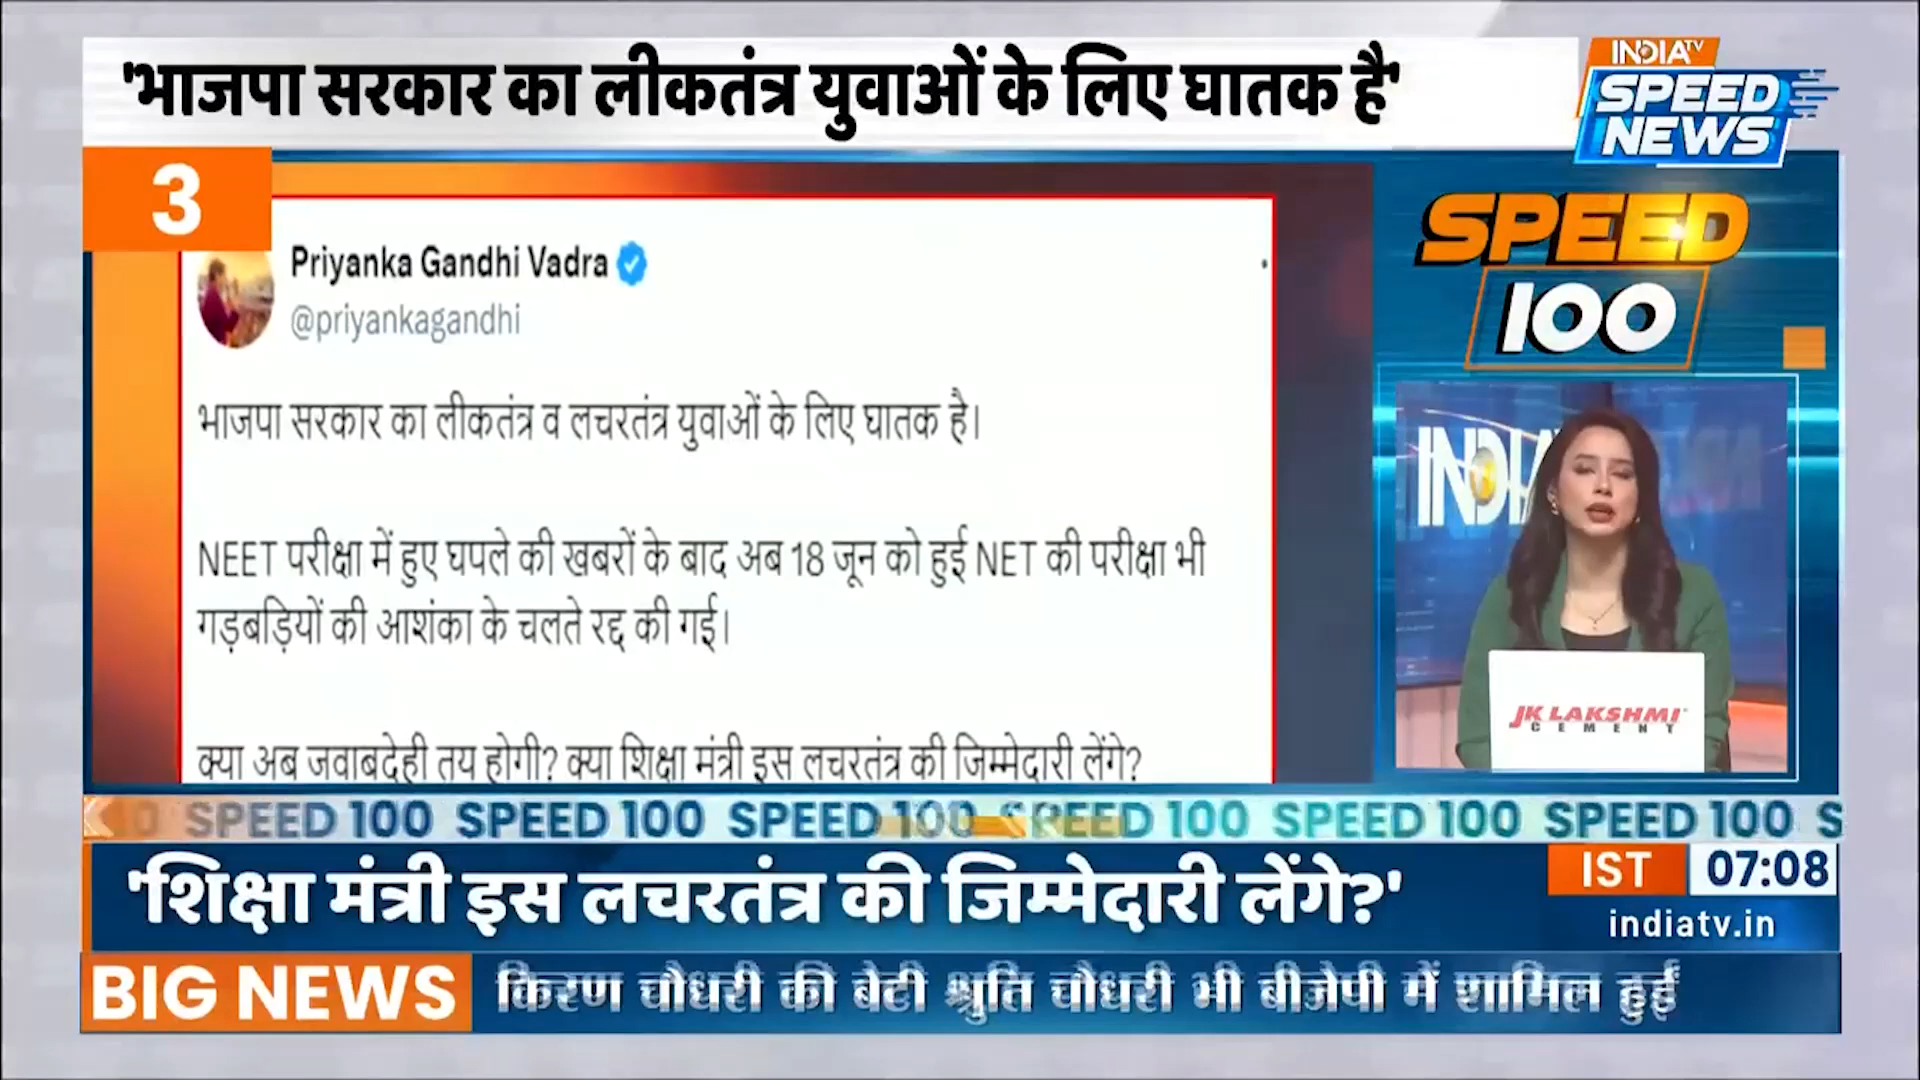 'भाजपा सरकार का लीकतंत्र युवाओं के लिए घातक है'
INDIA TV
SPEED
NEWS
3
SPEED
100
Priyanka Gandhi Vadra
@priyankagandhi
भाजपा सरकार का लीकतंत्र व लचरतंत्र युवाओं के लिए घातक है।
NEET परीक्षा में हुए घपले की खबरों के बाद अब 18 जून को हुई NET की परीक्षा भी
गड़बड़ियों की आशंका के चलते रद्द की गई।
क्या अब जवाबदेही तय होगी? क्या शिक्षा मंत्री इस लचरतंत्र की जिम्मेदारी लेंगे?
INDIA
JK LAKSHMI
CEMENT
0 SPEED 100 SPEED 100 SPEED 100 SPEED 100 SPEED 100 SPEED 100 S
'शिक्षा मंत्री इस लचरतंत्र की जिम्मेदारी लेंगे?'
IST 07:08
indiatv.in
BIG NEWS किरण चौधरी की बेटी श्रुति चौधरी भी बीजेपी में शामिल हुईं